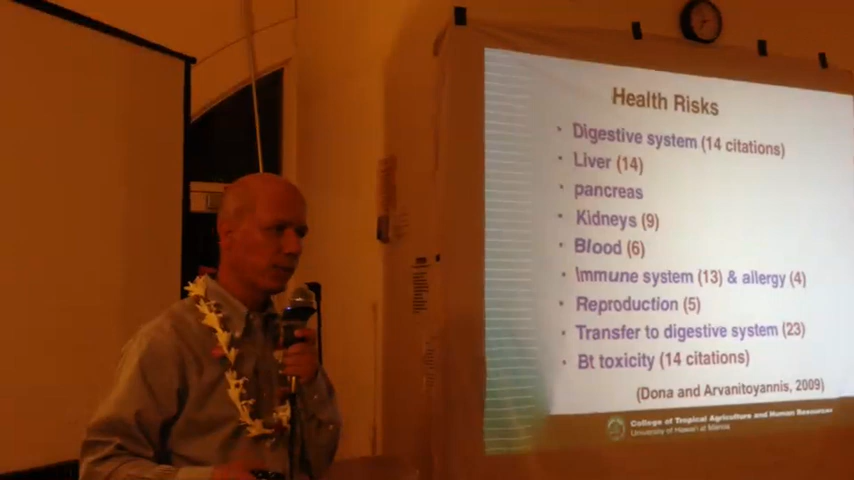 Health Risks
• Digestive system (14 citations)
• Liver (14)
• pancreas
• Kidneys (9)
• Blood (6)
• Immune system (13) & allergy (4)
• Reproduction (5)
• Transfer to digestive system (23)
• Bt toxicity (14 citations)
(Dona and Arvanitoyannis, 2009)
College of Tropical Agriculture and Human Resources
University of Hawai'i at Mānoa